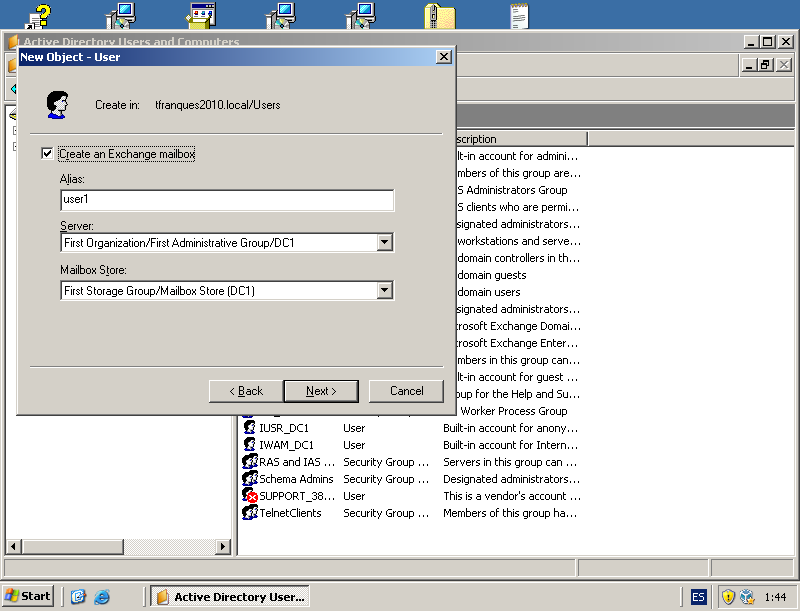 Active Directory Users and Computers
New Object - User
Create in: tfranques2010.local/Users
Create an Exchange mailbox
Alias:
user1
Server:
First Organization/First Administrative Group/DC1
Mailbox Store:
First Storage Group/Mailbox Store (DC1)
< Back Next > Cancel
scription
lt-in account for admini...
mbers of this group are...
S Administrators Group
S clients who are permi...
signated administrators...
workstations and serve...
domain controllers in th...
domain guests
domain users
signated administrators...
crosoft Exchange Domai...
crosoft Exchange Enter...
mbers in this group can...
lt-in account for guest ...
oup for the Help and Su...
Worker Process Group
IUSR_DC1 User Built-in account for anony...
IWAM_DC1 User Built-in account for Intern...
RAS and IAS ... Security Group ... Servers in this group can ...
Schema Admins Security Group ... Designated administrators...
SUPPORT_38... User This is a vendor's account ...
TelnetClients Security Group ... Members of this group ha...
Start Active Directory User... ES 1:44